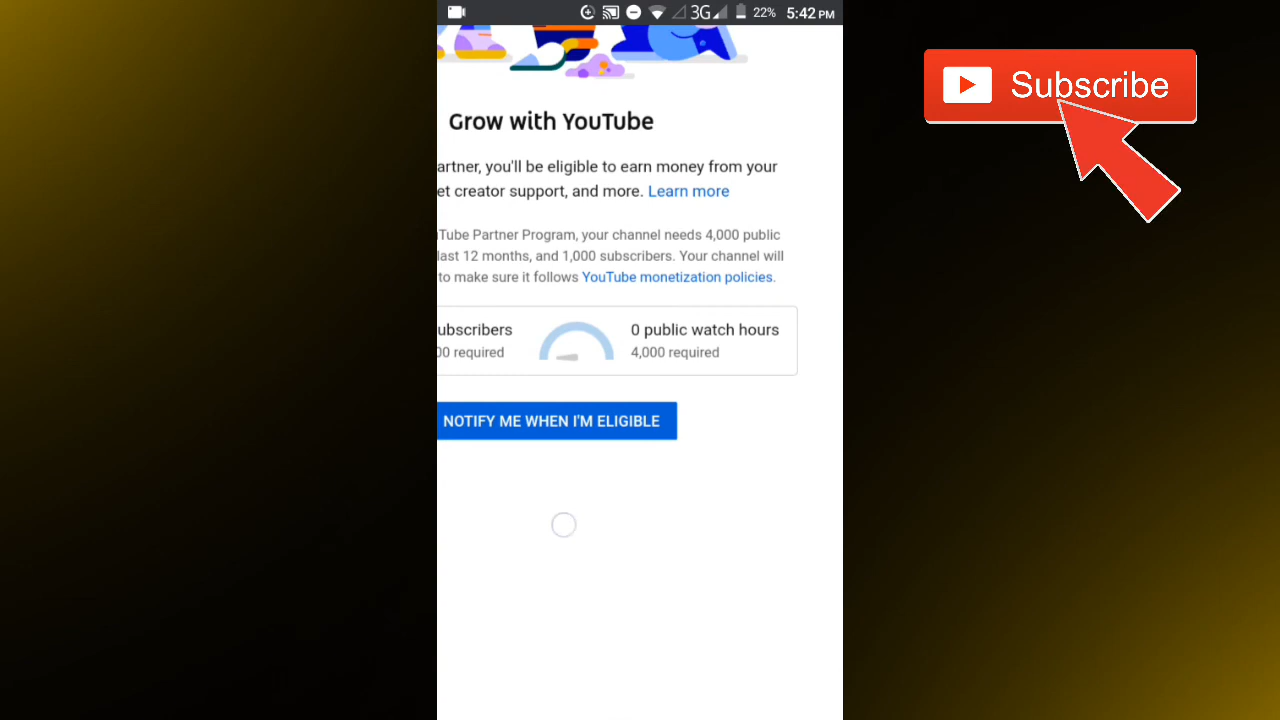 3G 22% 5:42 PM
Subscribe
Grow with YouTube
artner, you'll be eligible to earn money from your
et creator support, and more. Learn more
Tube Partner Program, your channel needs 4,000 public
last 12 months, and 1,000 subscribers. Your channel will
to make sure it follows YouTube monetization policies.
ubscribers 0 public watch hours
00 required 4,000 required
NOTIFY ME WHEN I'M ELIGIBLE